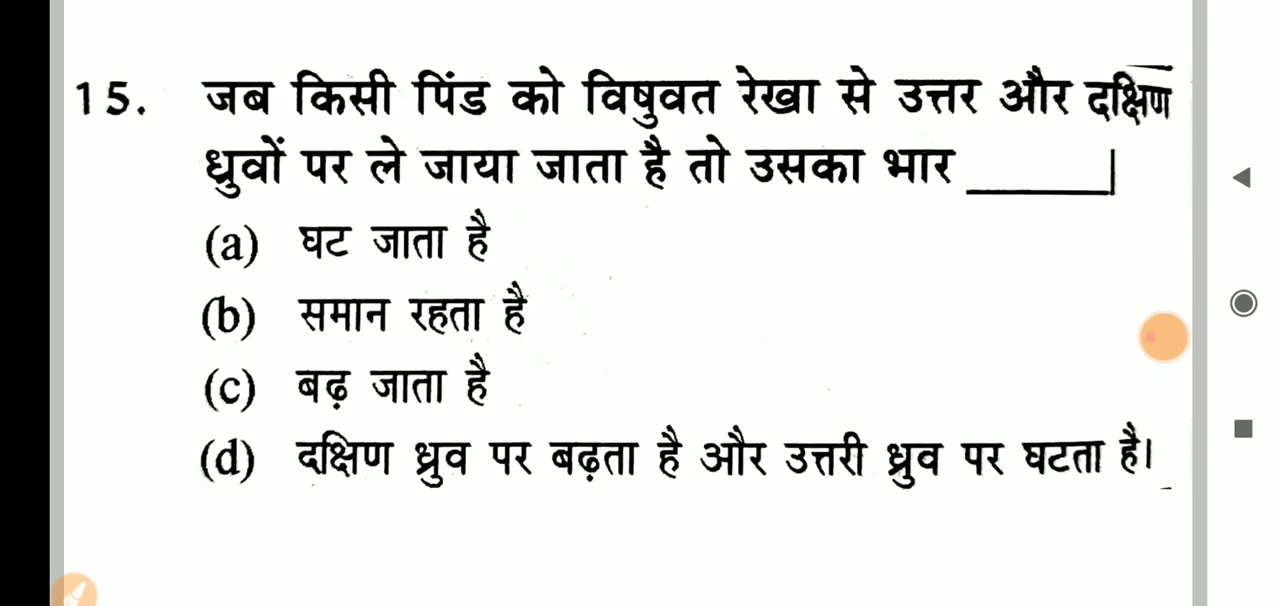 15. जब किसी पिंड को विषुवत रेखा से उत्तर और दक्षिण
ध्रुवों पर ले जाया जाता है तो उसका भार ______|
(a) घट जाता है
(b) समान रहता है
(c) बढ़ जाता है
(d) दक्षिण ध्रुव पर बढ़ता है और उत्तरी ध्रुव पर घटता है।